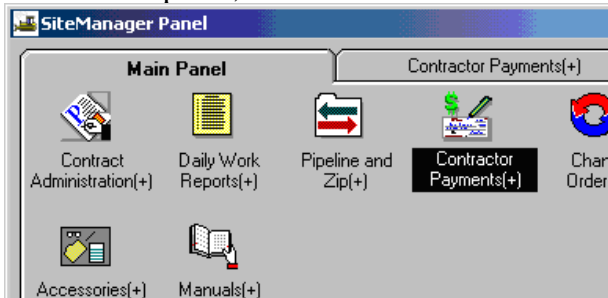 SiteManager Panel
Main Panel
Contractor Payments(+)
Contract
Administration(+)
Daily Work
Reports(+)
Pipeline and
Zip(+)
Contractor
Payments(+)
Accessories(+)
Manuals(+)